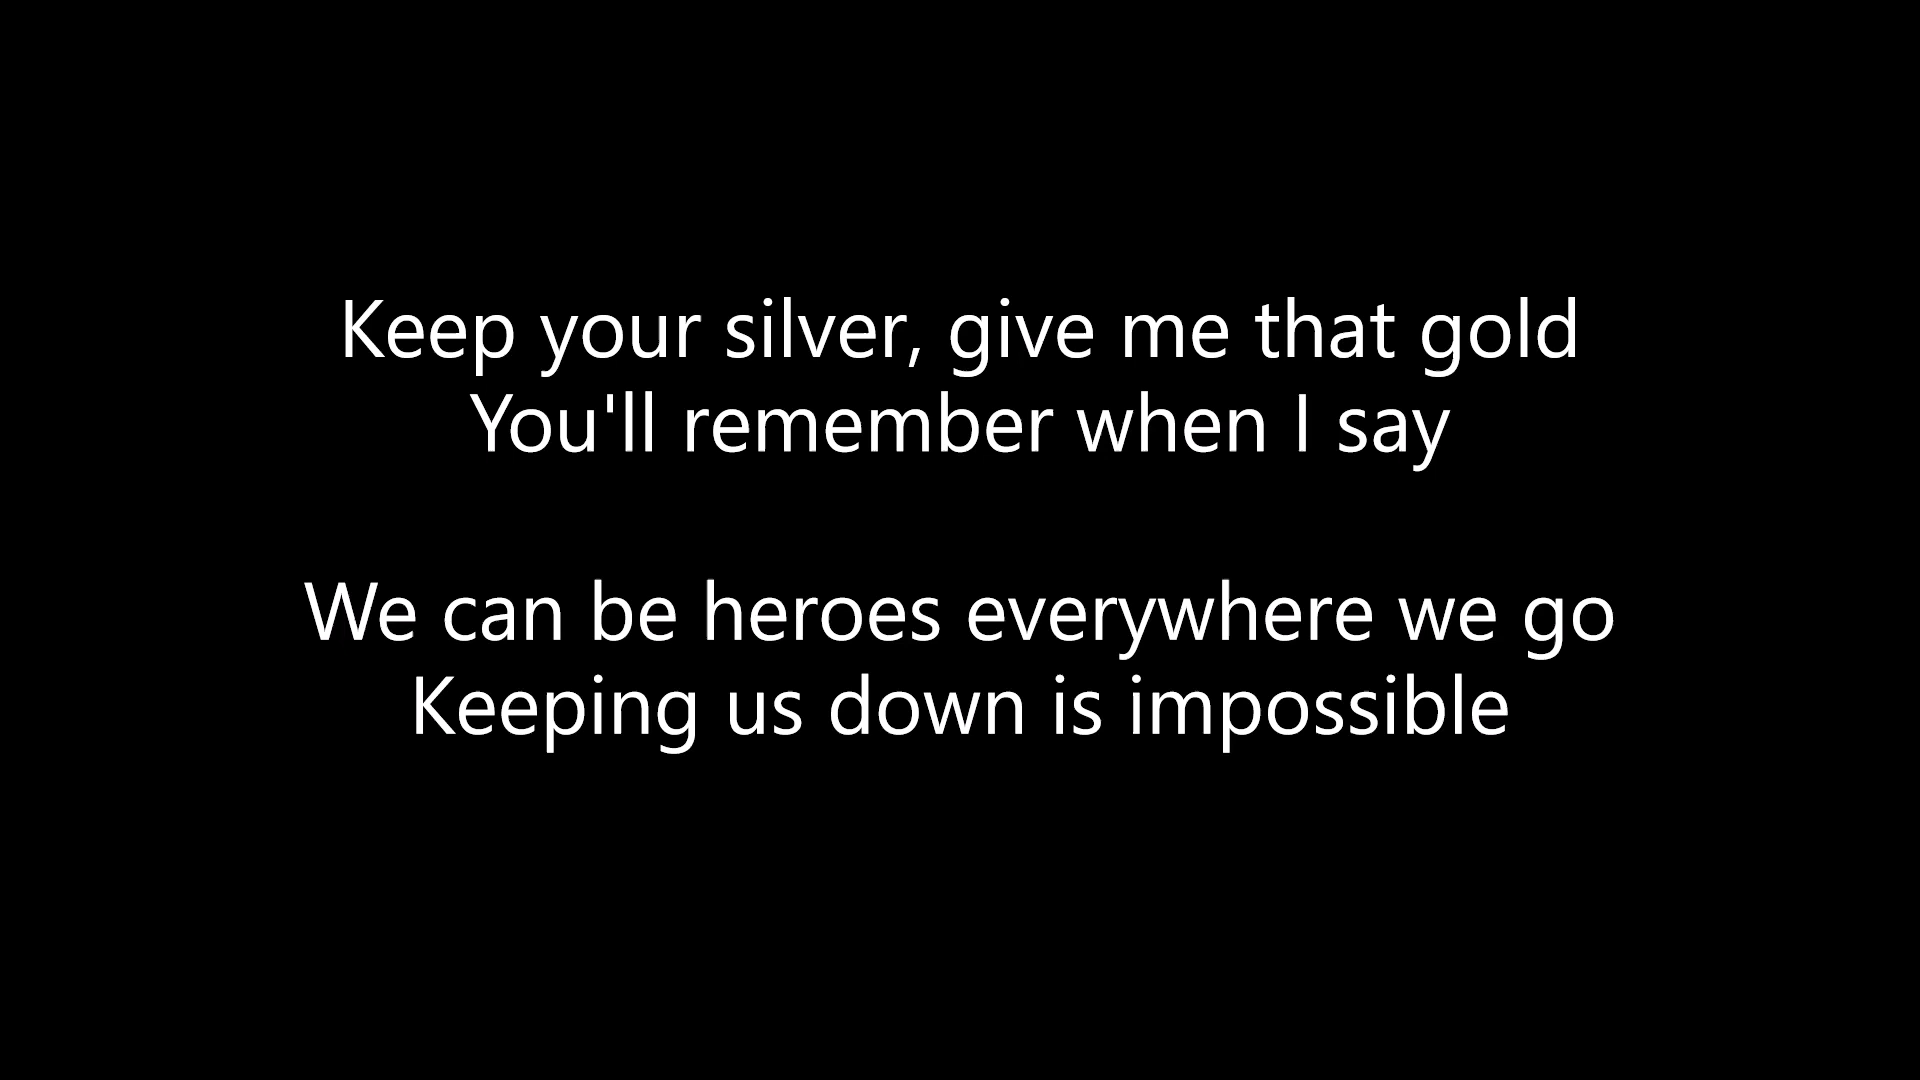 Keep your silver, give me that gold
You'll remember when I say
We can be heroes everywhere we go
Keeping us down is impossible